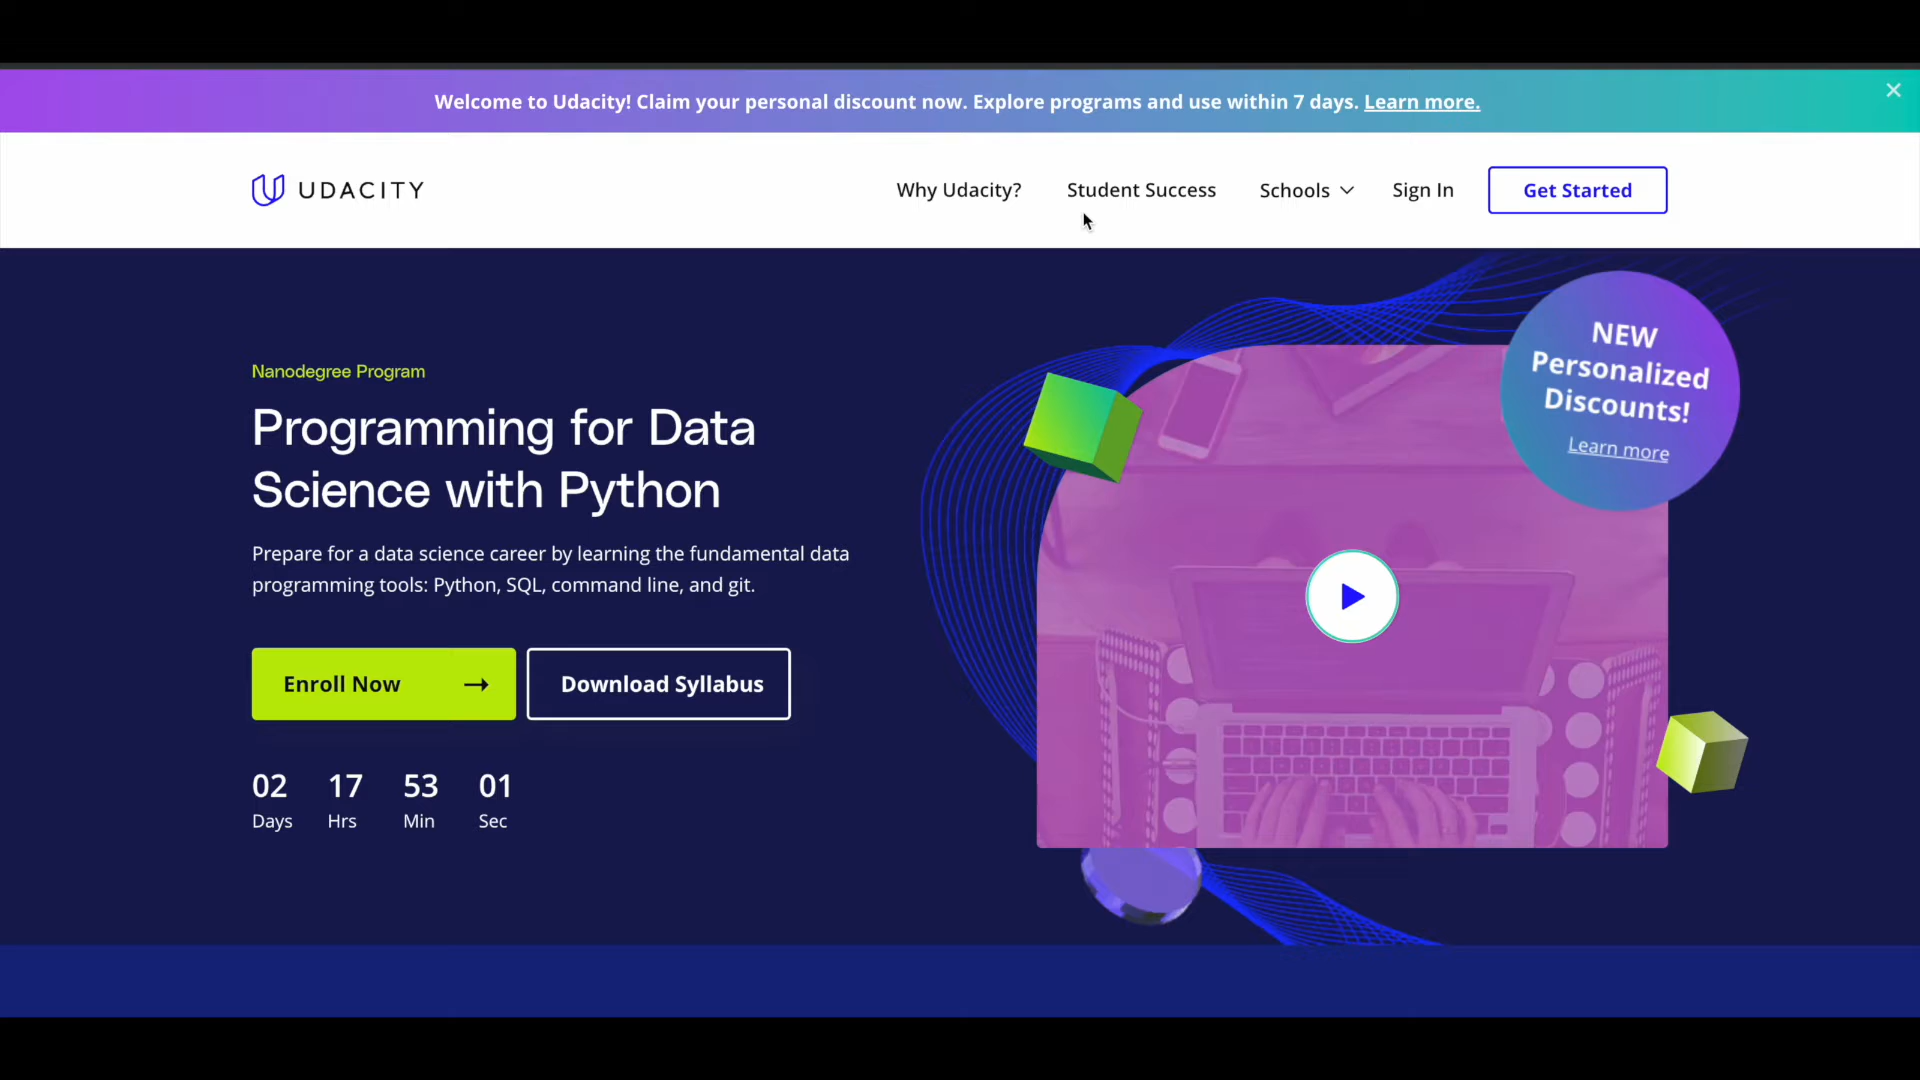 Welcome to Udacity! Claim your personal discount now. Explore programs and use within 7 days. Learn more.
UDACITY
Why Udacity?
Student Success
Schools
Sign In
Get Started
NEW
Personalized
Discounts!
Learn more
Nanodegree Program
Programming for Data
Science with Python
Prepare for a data science career by learning the fundamental data
programming tools: Python, SQL, command line, and git.
Enroll Now
Download Syllabus
02 17 53 01
Days Hrs Min Sec